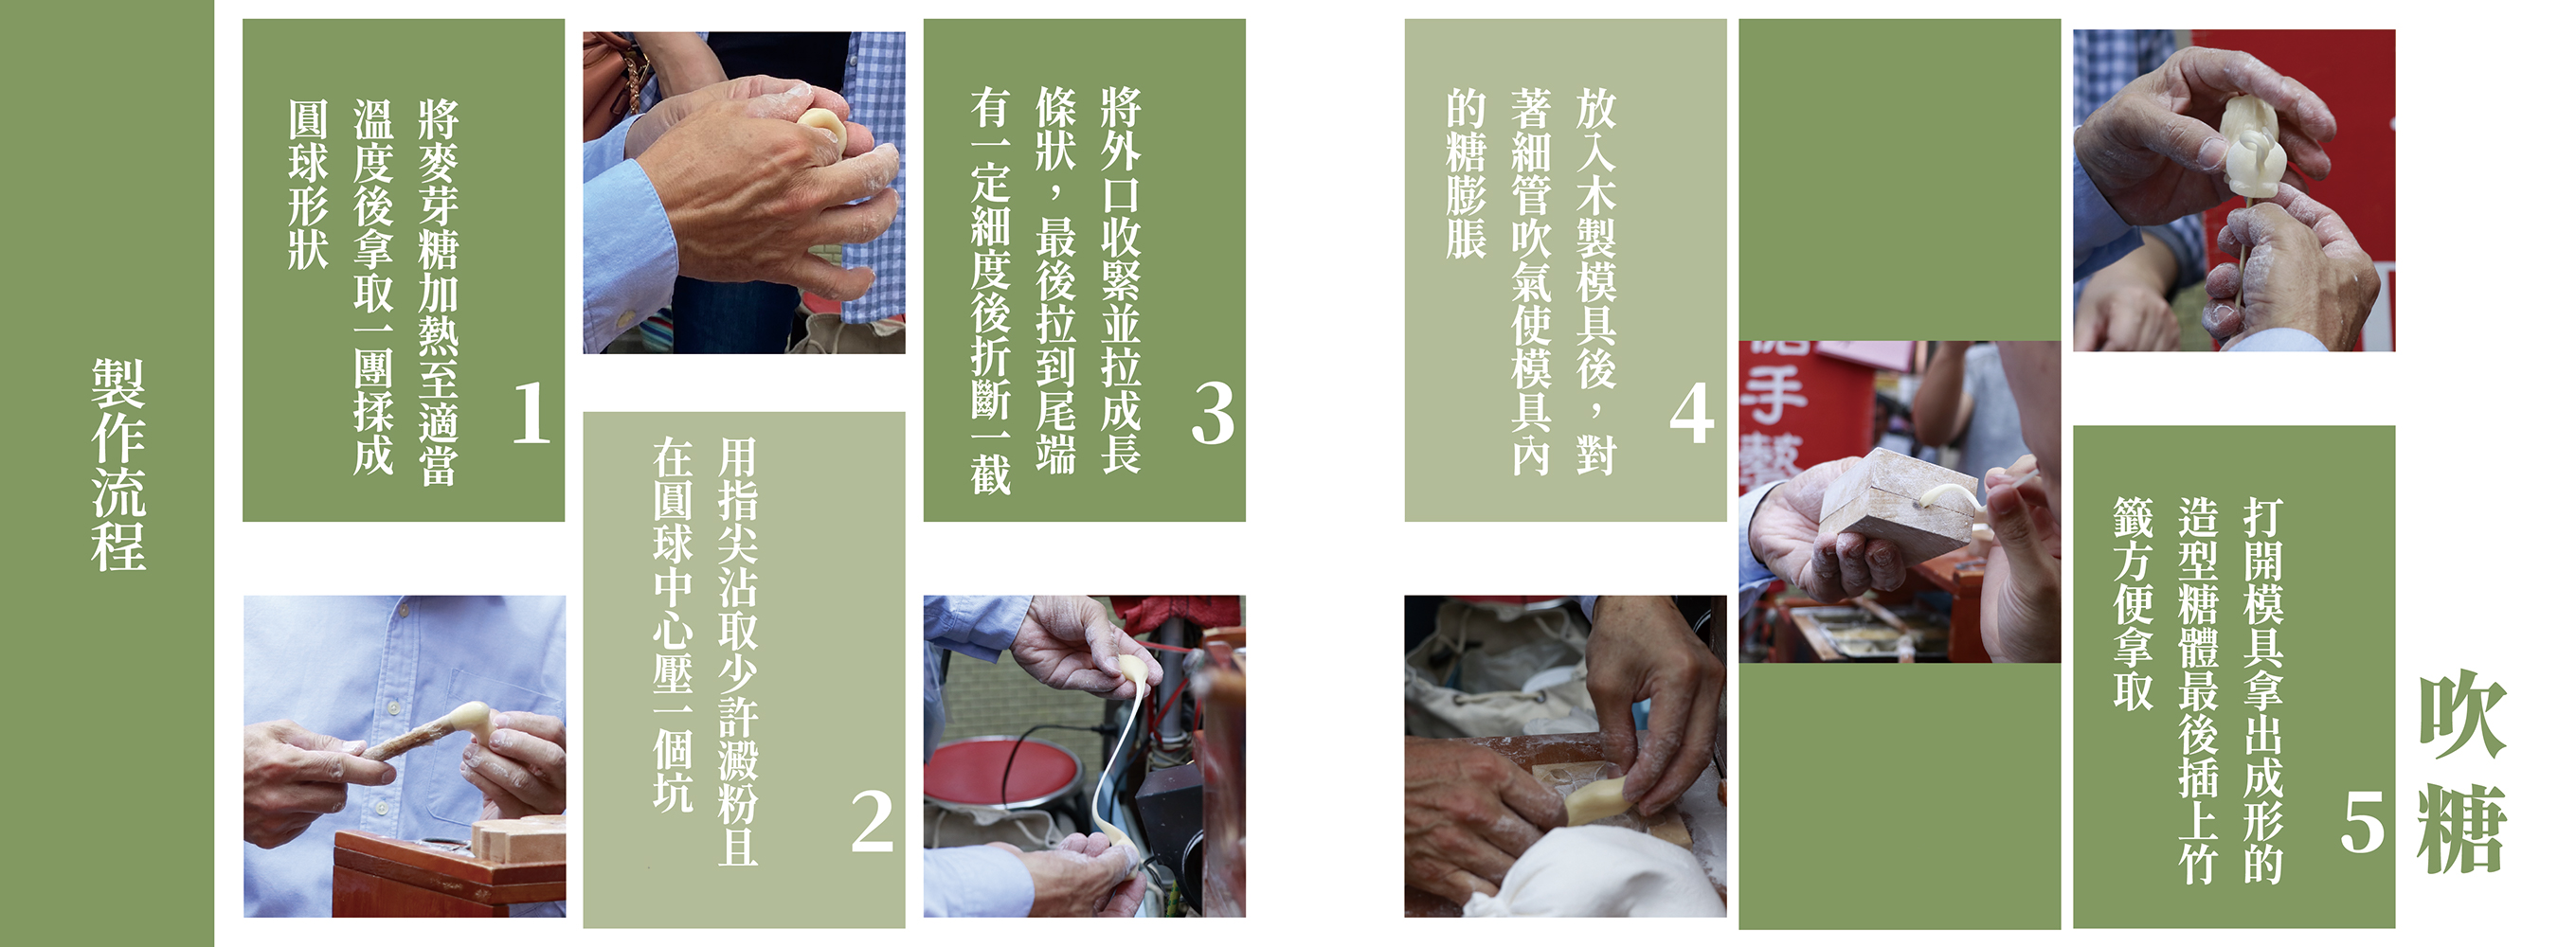 製作流程
1
將麥芽糖加熱至適當
溫度後拿取一團揉成
圓球形狀
2
用指尖沾取少許澱粉且
在圓球中心壓一個坑
3
將外口收緊並拉成長
條狀，最後拉到尾端
有一定細度後折斷一截
4
放入木製模具後，對
著細管吹氣使模具內
的糖膨脹
手藝
5
打開模具拿出成形的
造型糖體最後插上竹
籤方便拿取
吹糖